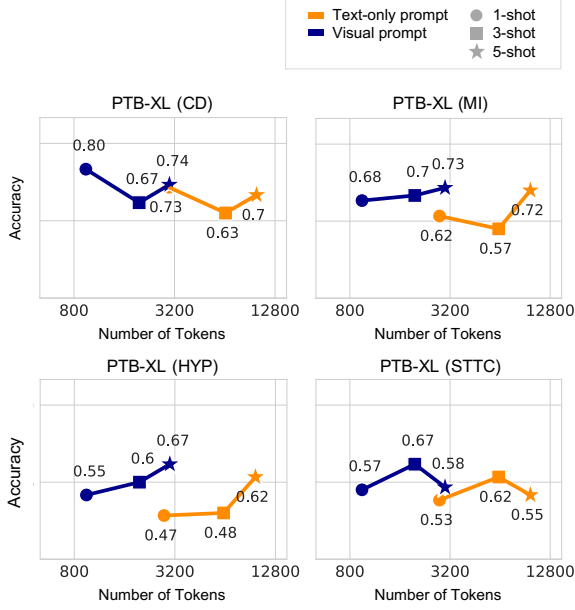 Text-only prompt
Visual prompt
1-shot
3-shot
5-shot
PTB-XL (CD)
Accuracy
0.80
0.67
0.74
0.73
0.63
0.7
800
3200
12800
Number of Tokens
PTB-XL (MI)
0.68
0.7
0.73
0.62
0.57
0.72
800
3200
12800
Number of Tokens
PTB-XL (HYP)
Accuracy
0.55
0.6
0.67
0.47
0.48
0.62
800
3200
12800
Number of Tokens
PTB-XL (STTC)
0.57
0.67
0.58
0.53
0.62
0.55
800
3200
12800
Number of Tokens